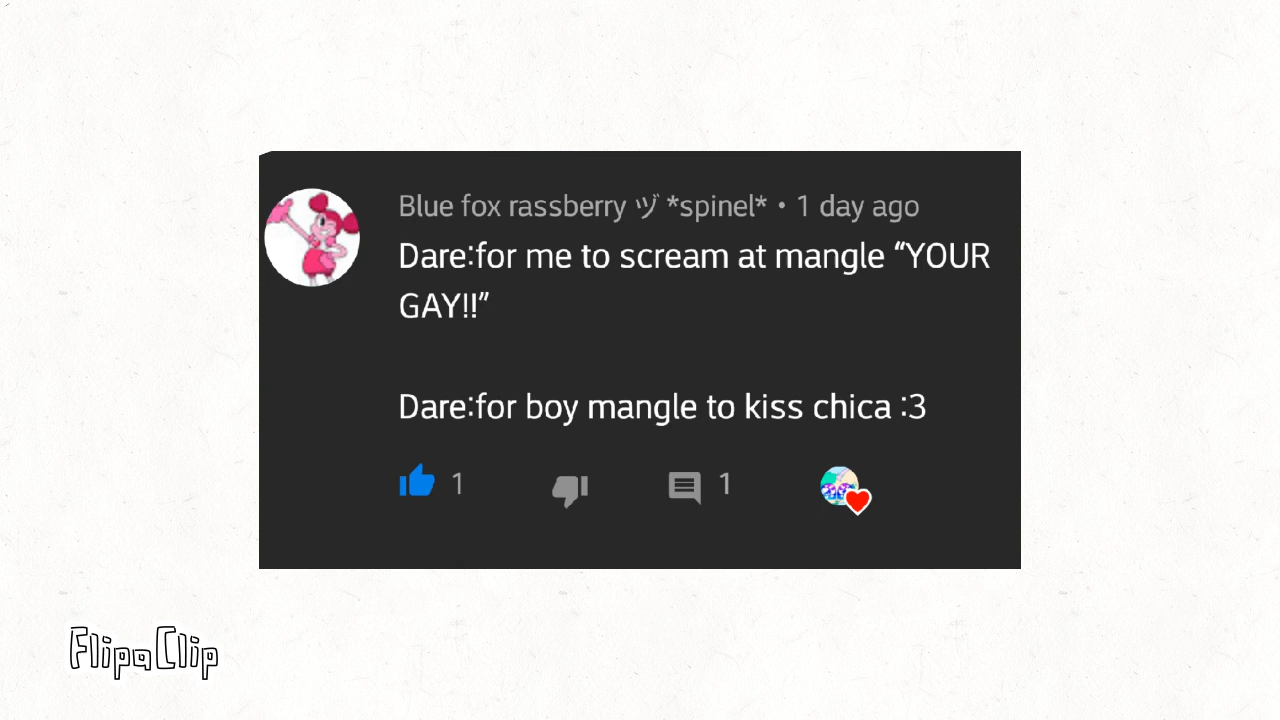 Blue fox rassberry ヅ *spinel* • 1 day ago
Dare:for me to scream at mangle “YOUR
GAY!!”
Dare:for boy mangle to kiss chica :3
1 1
FlipaClip